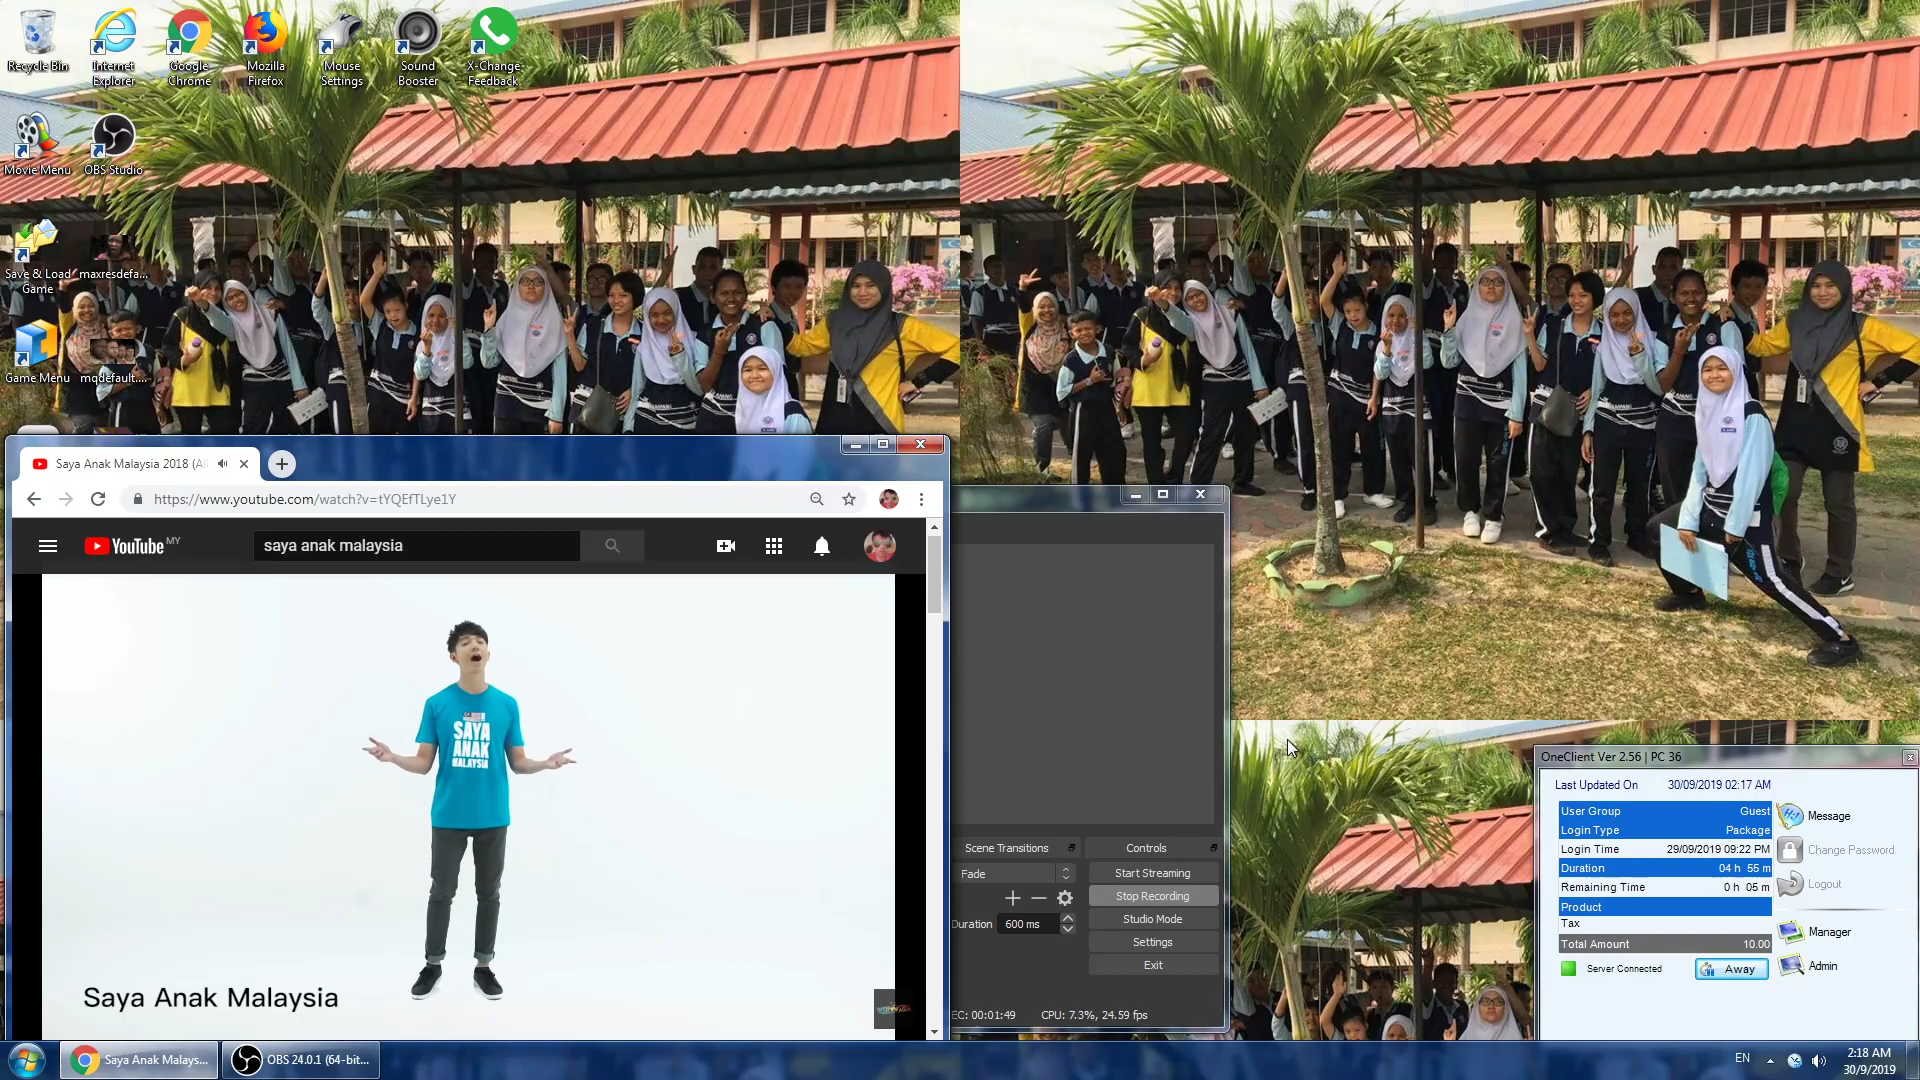 Recycle Bin
Internet Explorer
Google Chrome
Mozilla Firefox
Mouse Settings
Sound Booster
X-Change Feedback
Movie Menu
OBS Studio
Save & Load Game
maxresdefa...
Game Menu
mqdefault....
Saya Anak Malaysia 2018 (Al
https://www.youtube.com/watch?v=tYQEfTLye1Y
YouTube MY
saya anak malaysia
SAYA
ANAK
MALAYSIA
Saya Anak Malaysia
Scene Transitions
Controls
Fade
Start Streaming
Stop Recording
Duration
600 ms
Studio Mode
Settings
Exit
EC: 00:01:49
CPU: 7.3%, 24.59 fps
OneClient Ver 2.56 | PC 36
Last Updated On 30/09/2019 02:17 AM
User Group Guest
Login Type Package
Login Time 29/09/2019 09:22 PM
Duration 04 h 55 m
Remaining Time 0 h 05 m
Product
Tax
Total Amount 10.00
Server Connected
Away
Message
Change Password
Logout
Manager
Admin
Saya Anak Malays...
OBS 24.0.1 (64-bit...
EN
2:18 AM
30/9/2019